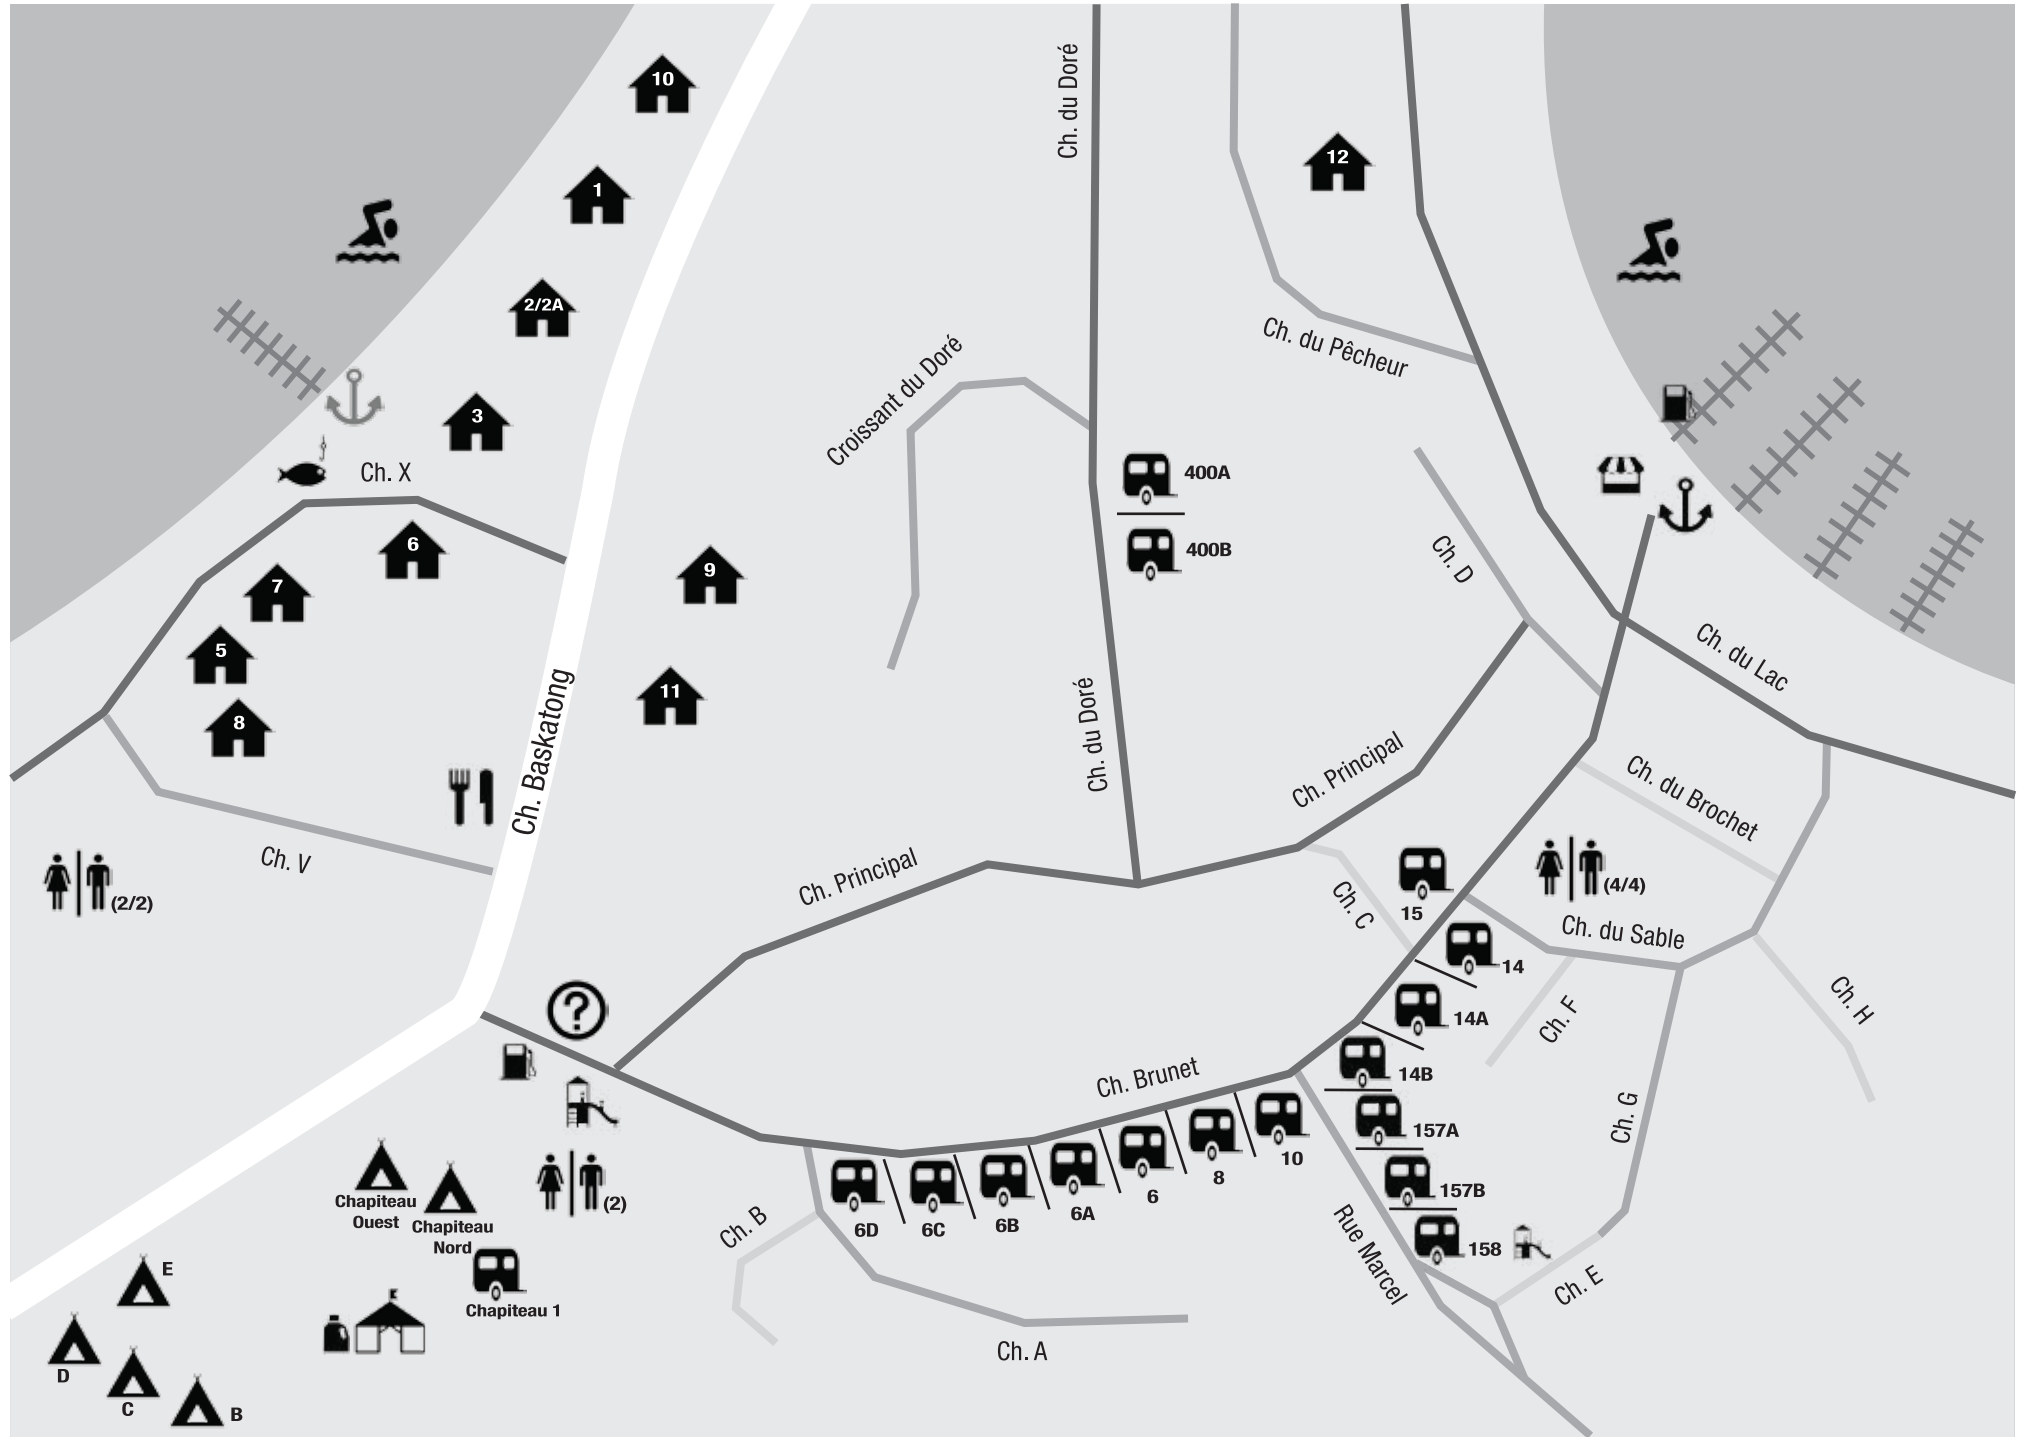 10
1
2/2A
3
Ch. X
6
7
5
8
9
11
Ch. Baskatong
Ch. V
(2/2)
Ch. du Doré
12
Ch. du Pêcheur
Croissant du Doré
400A
400B
Ch. D
Ch. du Lac
Ch. du Doré
Ch. Principal
Ch. du Brochet
Ch. Principal
15
(4/4)
Ch. C
Ch. du Sable
14
14A
Ch. F
Ch. H
?
Ch. Brunet
14B
157A
Ch. G
157B
158
Rue Marcel
Ch. E
10
8
6
6A
6B
6C
6D
Ch. B
Ch. A
(2)
Chapiteau
Ouest
Chapiteau
Nord
Chapiteau 1
E
D
C
B